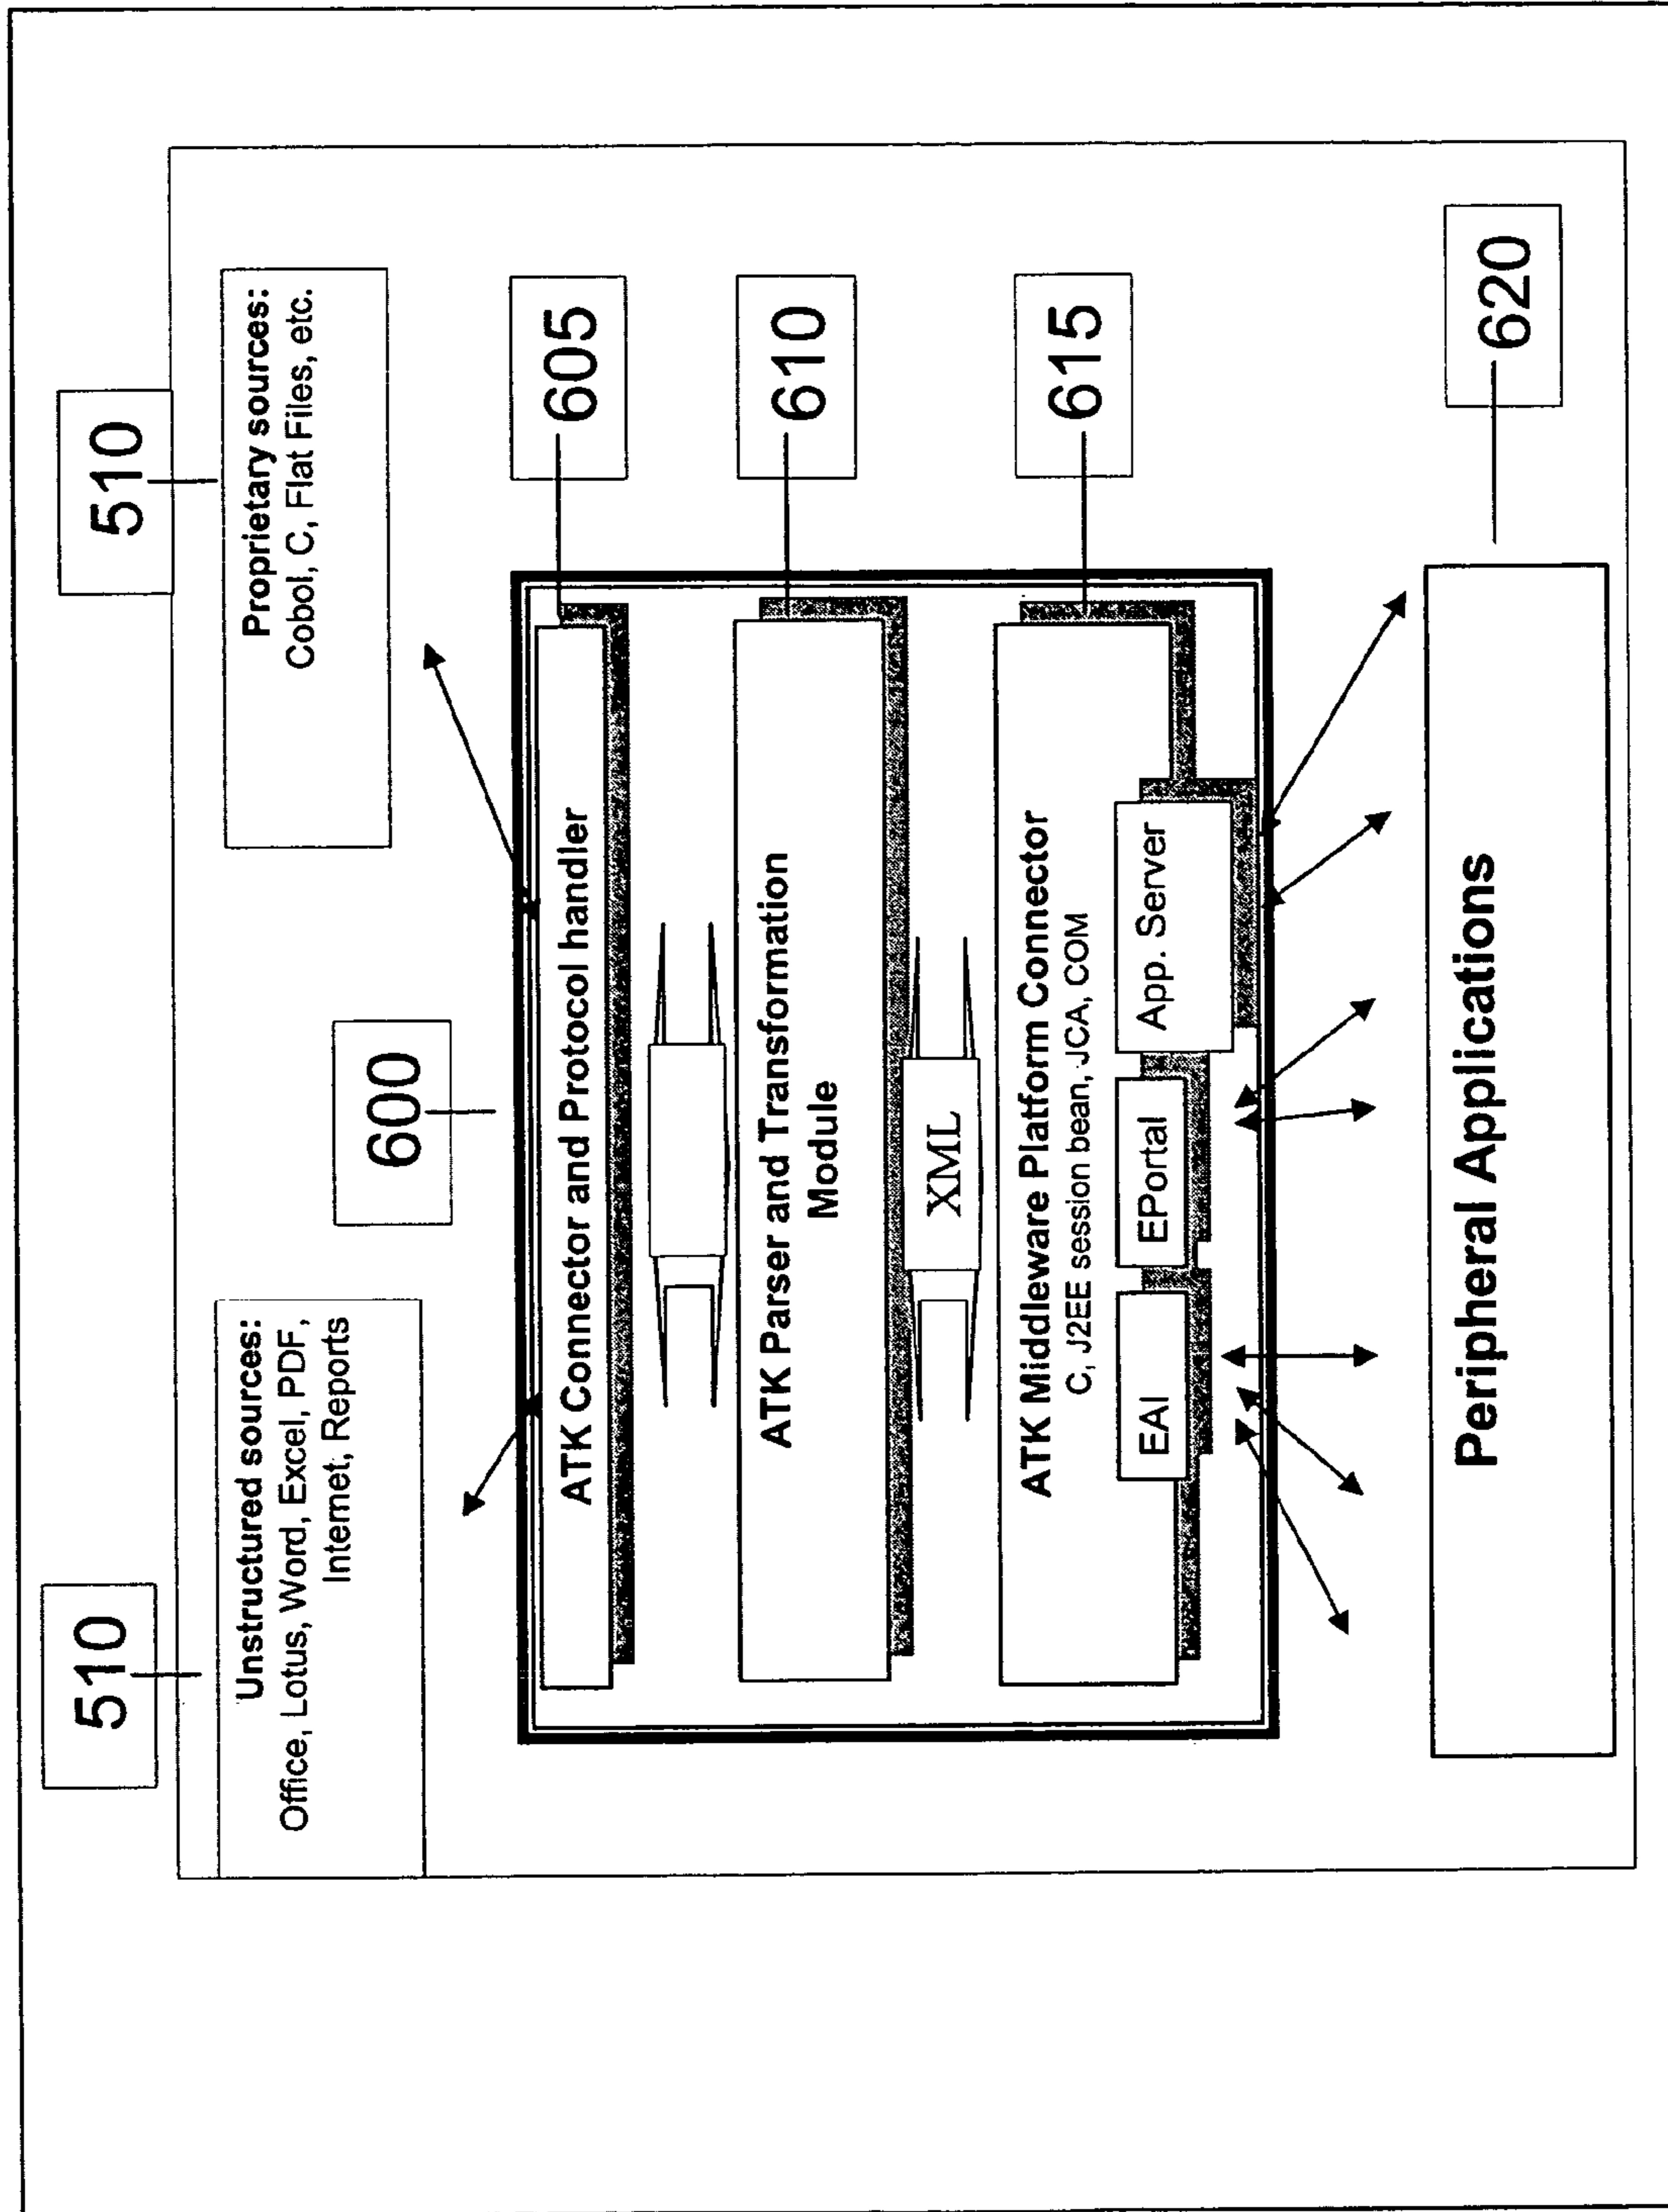 510
510
Unstructured sources:
Office, Lotus, Word, Excel, PDF,
Internet, Reports
Proprietary sources:
Cobol, C, Flat Files, etc.
600
ATK Connector and Protocol handler
605
ATK Parser and Transformation
Module
610
XML
ATK Middleware Platform Connector
C, J2EE session bean, JCA, COM
615
EAI
EPortal
App. Server
Peripheral Applications
620